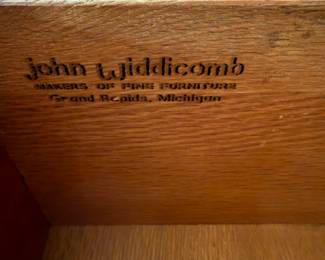 John Widdicomb
MAKERS OF FINE FURNITURE
Grand Rapids, Michigan